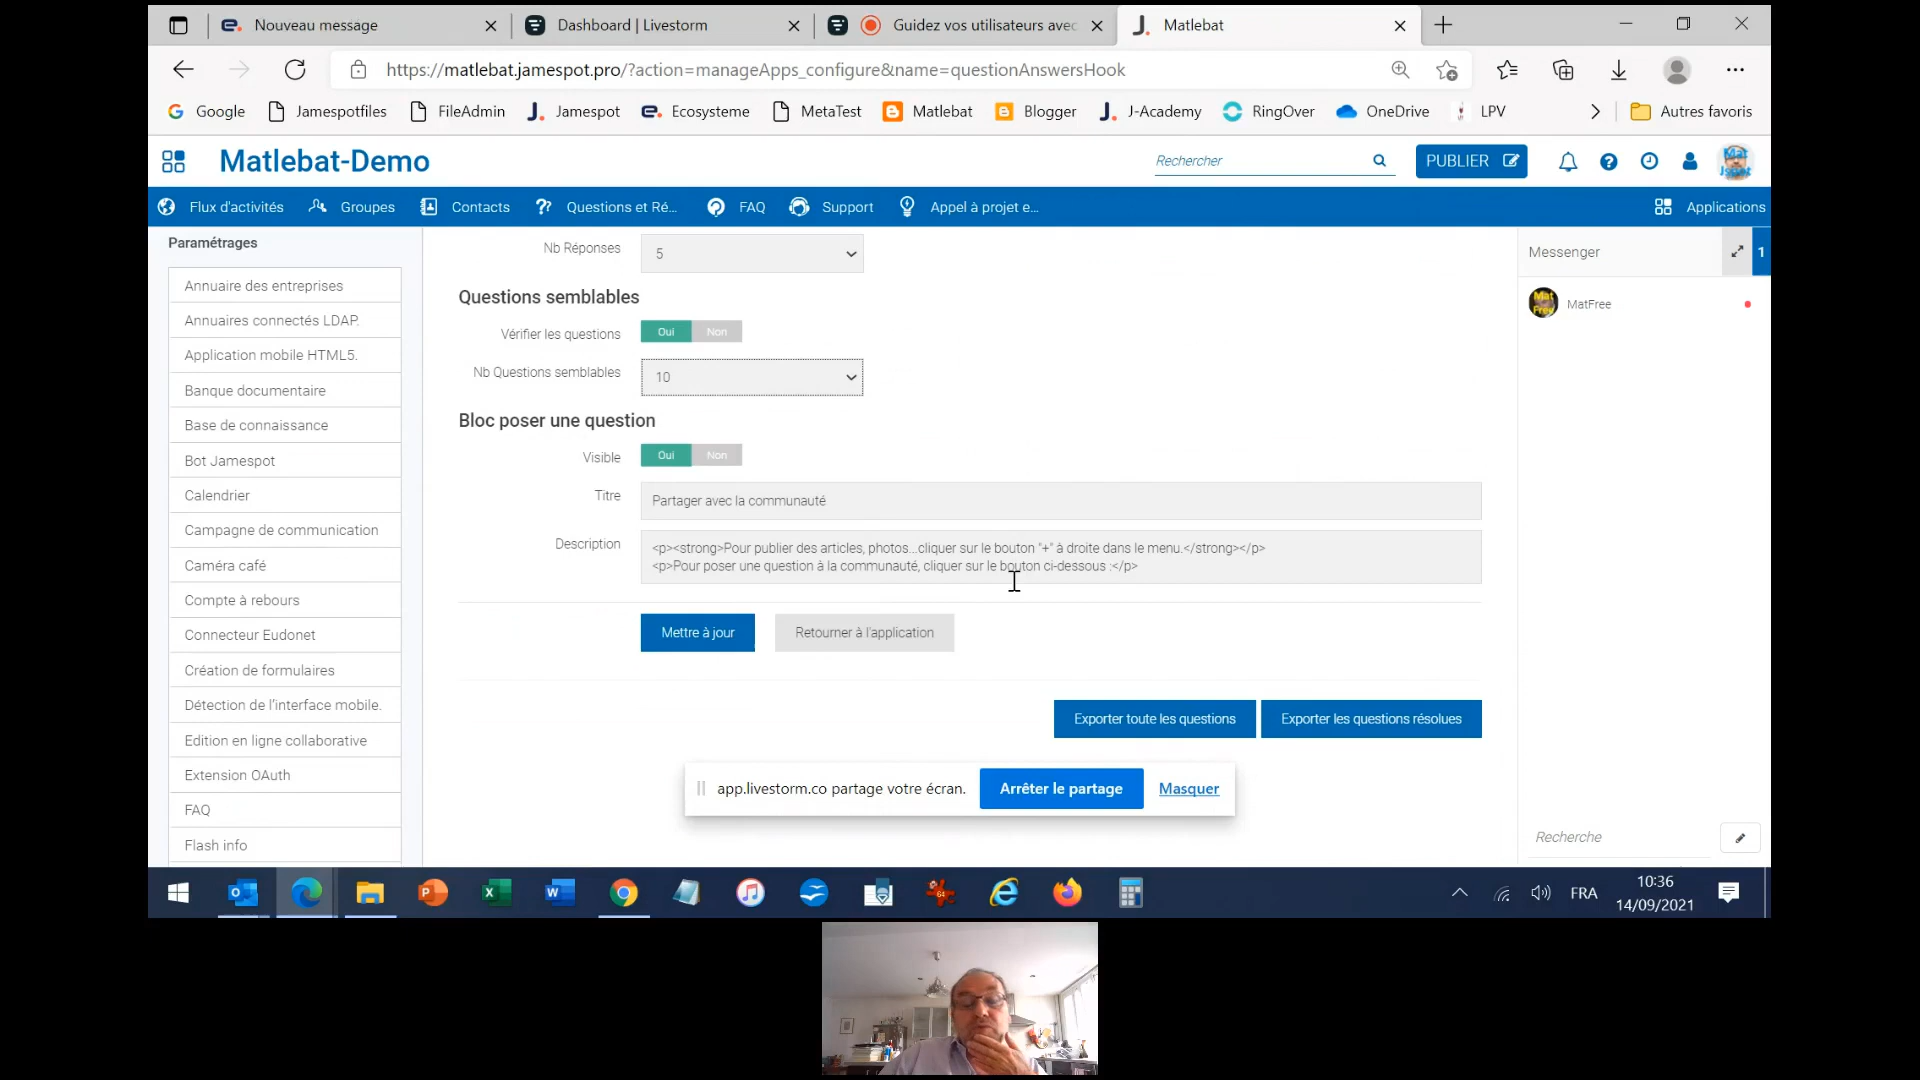 Nouveau message
Dashboard | Livestorm
Guidez vos utilisateurs avec
Matlebat
https://matlebat.jamespot.pro/?action=manageApps_configure&name=questionAnswersHook
Google
Jamespotfiles
FileAdmin
Jamespot
Ecosysteme
MetaTest
Matlebat
Blogger
J-Academy
RingOver
OneDrive
LPV
Autres favoris
Matlebat-Demo
Rechercher
PUBLIER
Flux d'activités
Groupes
Contacts
Questions et Ré...
FAQ
Support
Appel à projet e...
Applications
Paramétrages
Annuaire des entreprises
Annuaires connectés LDAP.
Application mobile HTML5.
Banque documentaire
Base de connaissance
Bot Jamespot
Calendrier
Campagne de communication
Caméra café
Compte à rebours
Connecteur Eudonet
Création de formulaires
Détection de l'interface mobile.
Edition en ligne collaborative
Extension OAuth
FAQ
Flash info
Nb Réponses
5
Questions semblables
Vérifier les questions
Oui
Non
Nb Questions semblables
10
Bloc poser une question
Visible
Oui
Non
Titre
Partager avec la communauté
Description
<p><strong>Pour publier des articles, photos...cliquer sur le bouton "+" à droite dans le menu.</strong></p>
<p>Pour poser une question à la communauté, cliquer sur le bouton ci-dessous :</p>
Mettre à jour
Retourner à l'application
Exporter toute les questions
Exporter les questions résolues
app.livestorm.co partage votre écran.
Arrêter le partage
Masquer
Messenger
1
MatFree
Recherche
FRA
10:36
14/09/2021